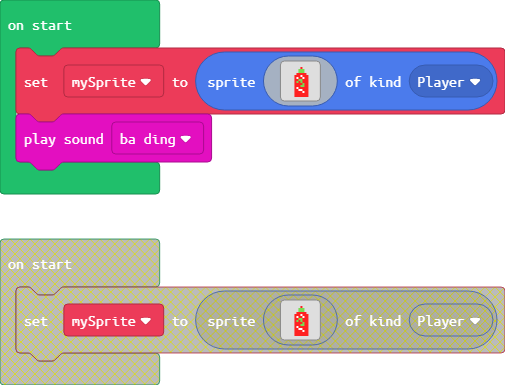 on start
set mySprite to sprite of kind Player
play sound ba ding
on start
set mySprite to sprite of kind Player